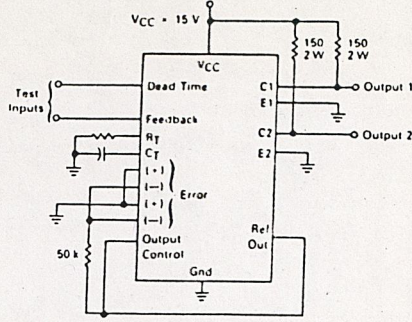 VCC = 15 V
150
2 W
150
2 W
VCC
Test
Inputs
Dead Time
Feedback
RT
CT
(+)
(−)
(+)
(−)
Error
Output
Control
Gnd
C1
E1
C2
E2
Ref
Out
Output 1
Output 2
50 k